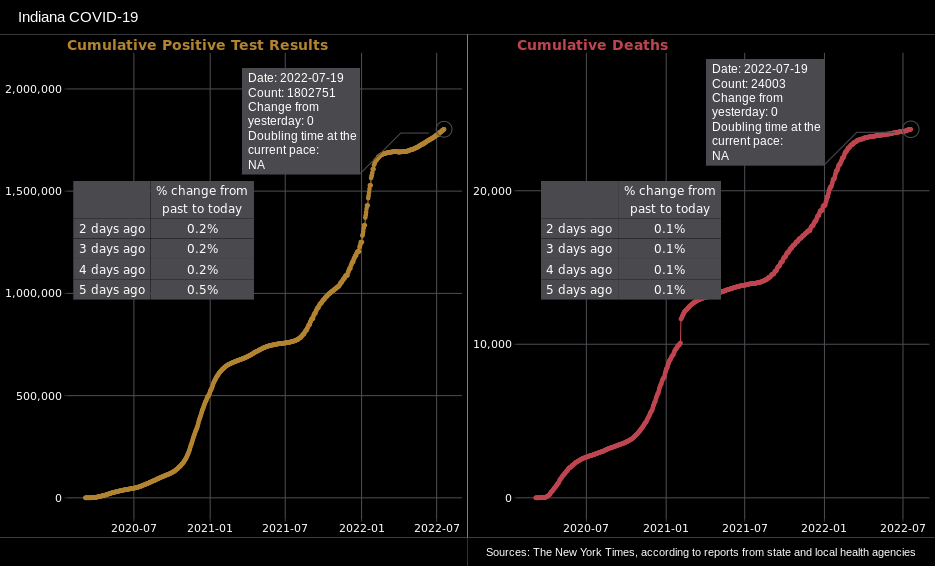 Indiana COVID-19
Cumulative Positive Test Results
Date: 2022-07-19
Count: 1802751
Change from
yesterday: 0
Doubling time at the
current pace:
NA
% change from
past to today
2 days ago 0.2%
3 days ago 0.2%
4 days ago 0.2%
5 days ago 0.5%
2,000,000
1,500,000
1,000,000
500,000
0
2020-07 2021-01 2021-07 2022-01 2022-07
Cumulative Deaths
Date: 2022-07-19
Count: 24003
Change from
yesterday: 0
Doubling time at the
current pace:
NA
% change from
past to today
2 days ago 0.1%
3 days ago 0.1%
4 days ago 0.1%
5 days ago 0.1%
20,000
10,000
0
2020-07 2021-01 2021-07 2022-01 2022-07
Sources: The New York Times, according to reports from state and local health agencies